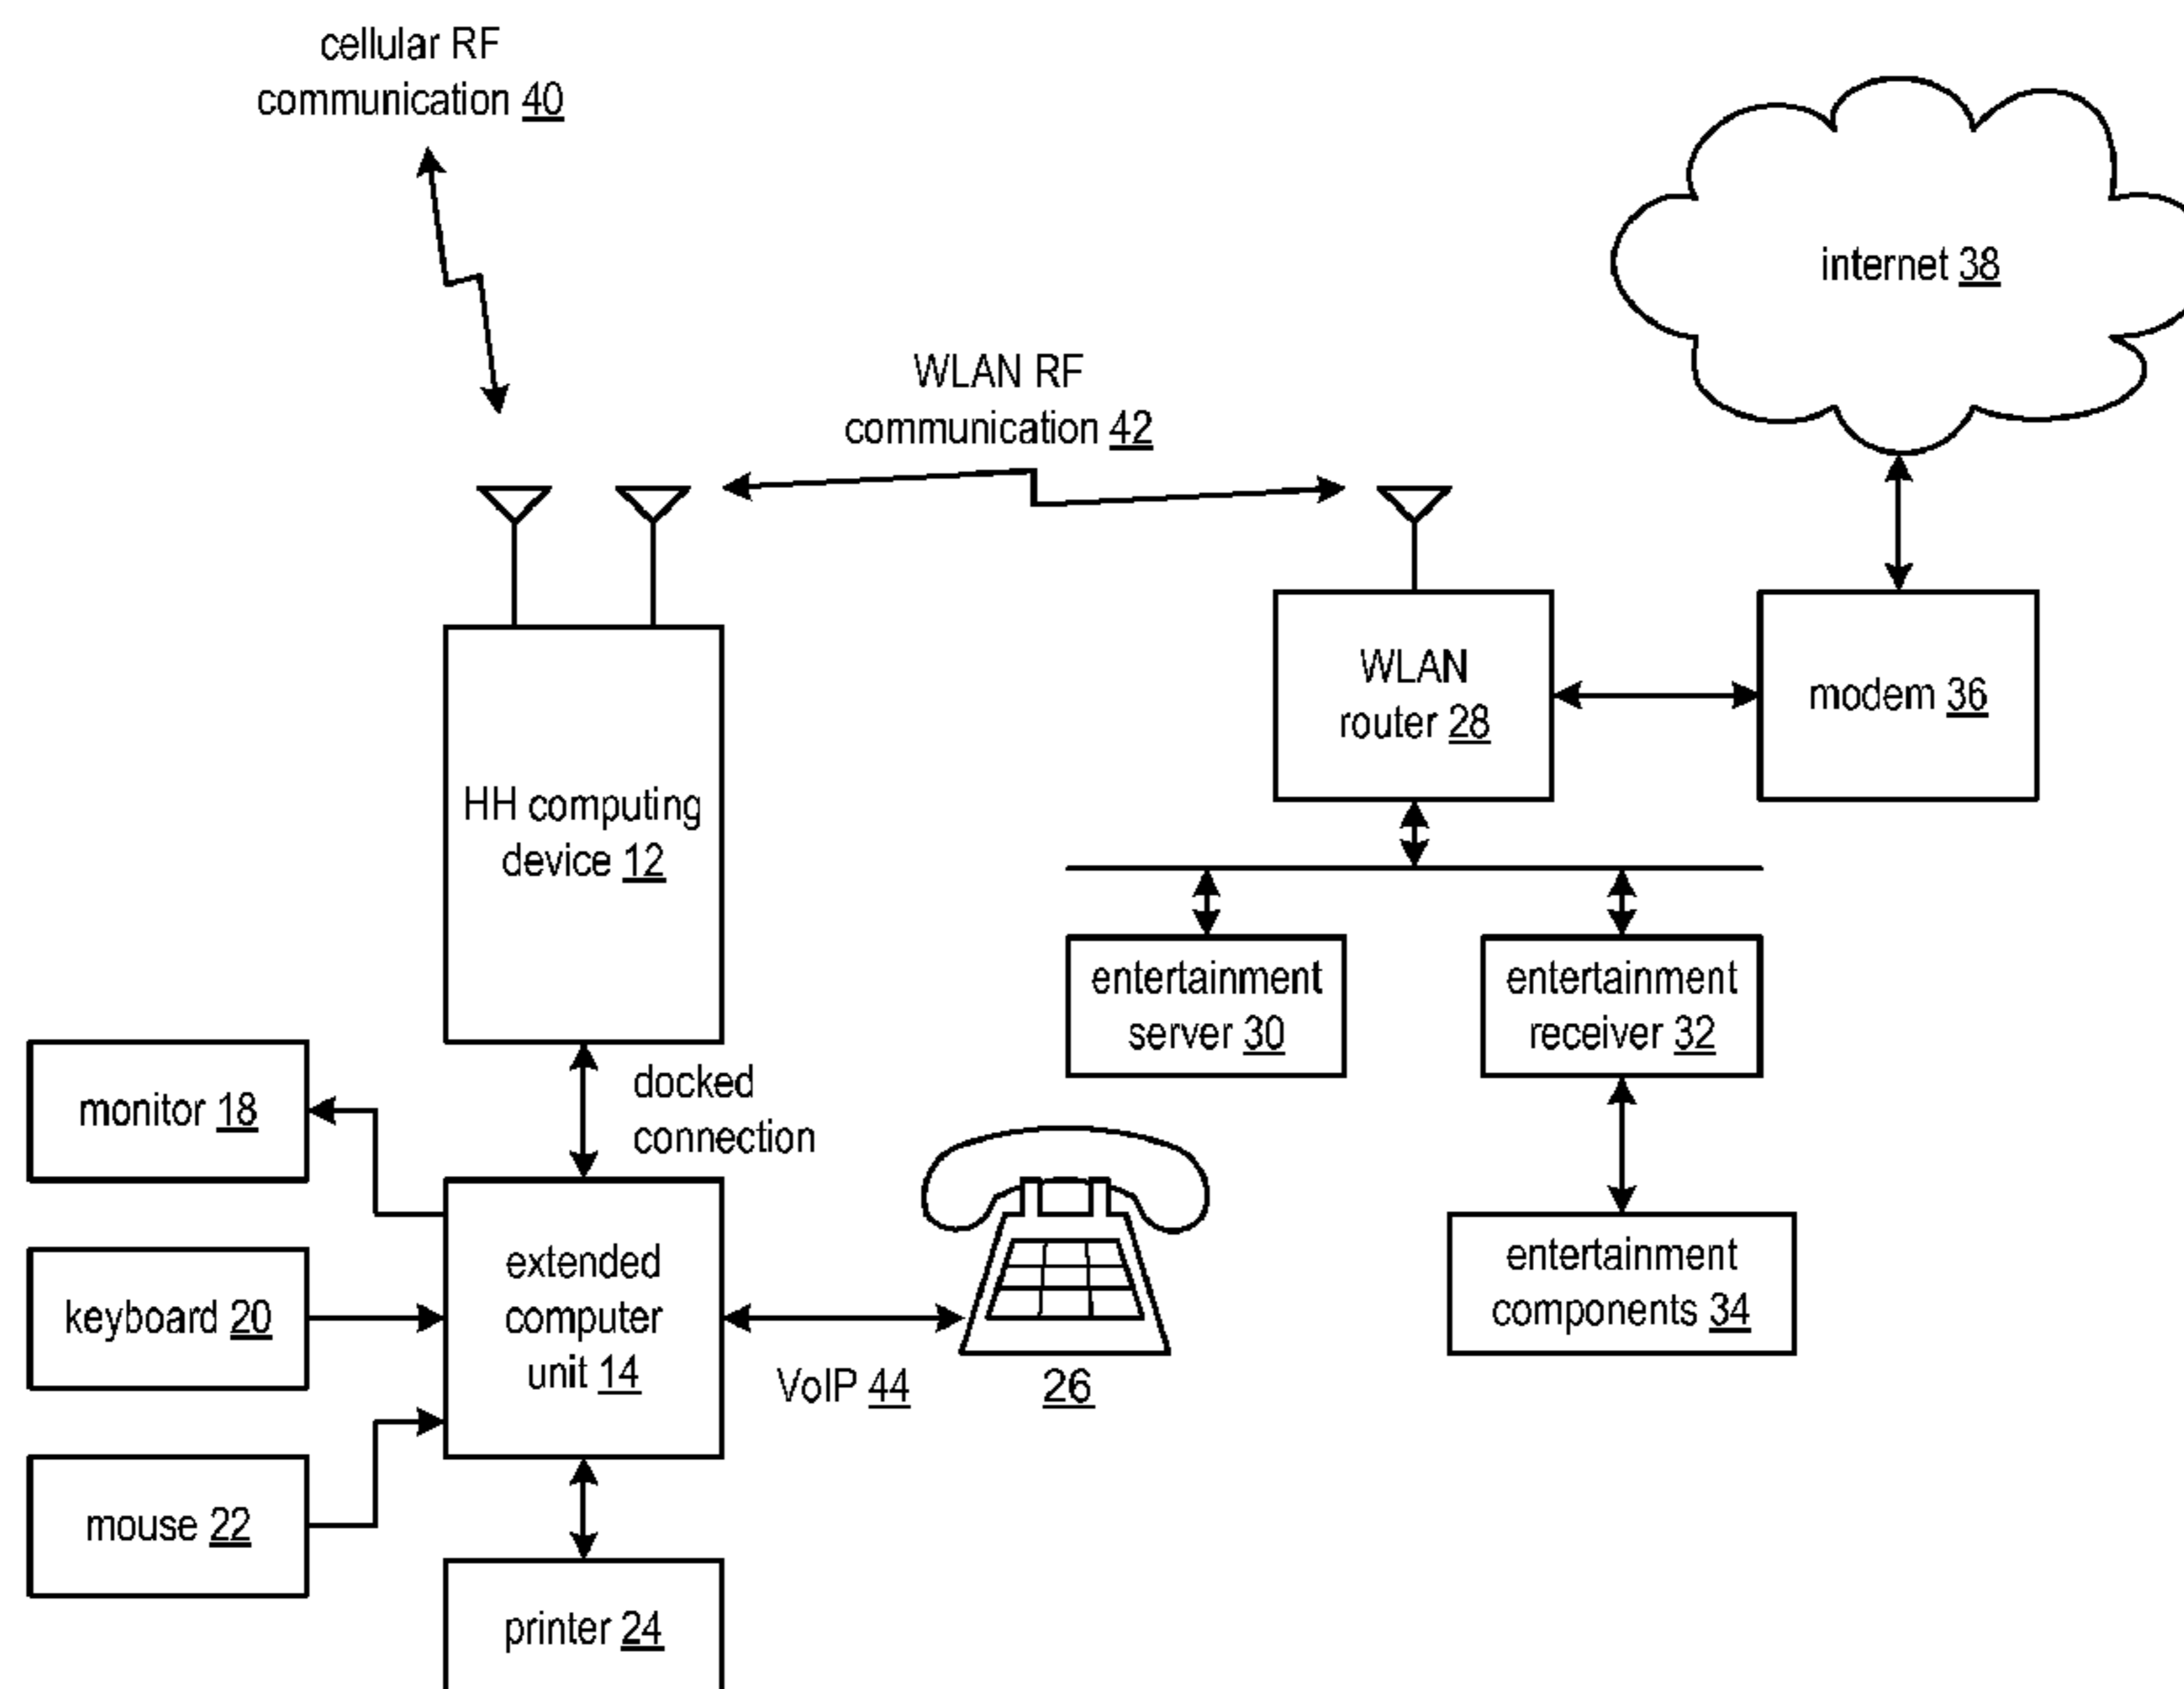 cellular RF
communication 40
internet 38
WLAN RF
communication 42
WLAN
router 28
modem 36
HH computing
device 12
entertainment
server 30
entertainment
receiver 32
docked
connection
monitor 18
extended
computer
unit 14
keyboard 20
VoIP 44
26
entertainment
components 34
mouse 22
printer 24